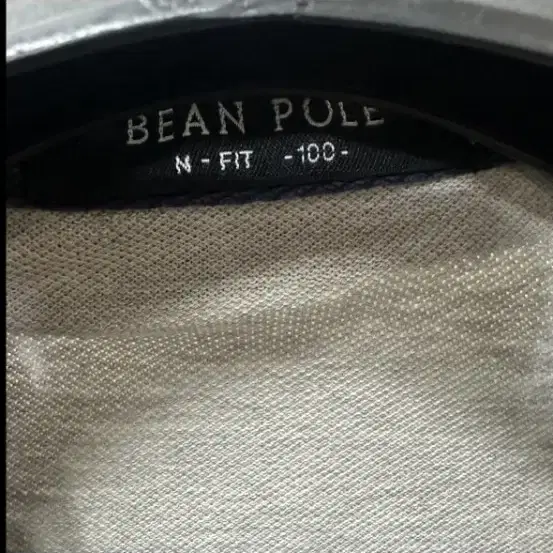 BEAN POLE
N - FIT -100-